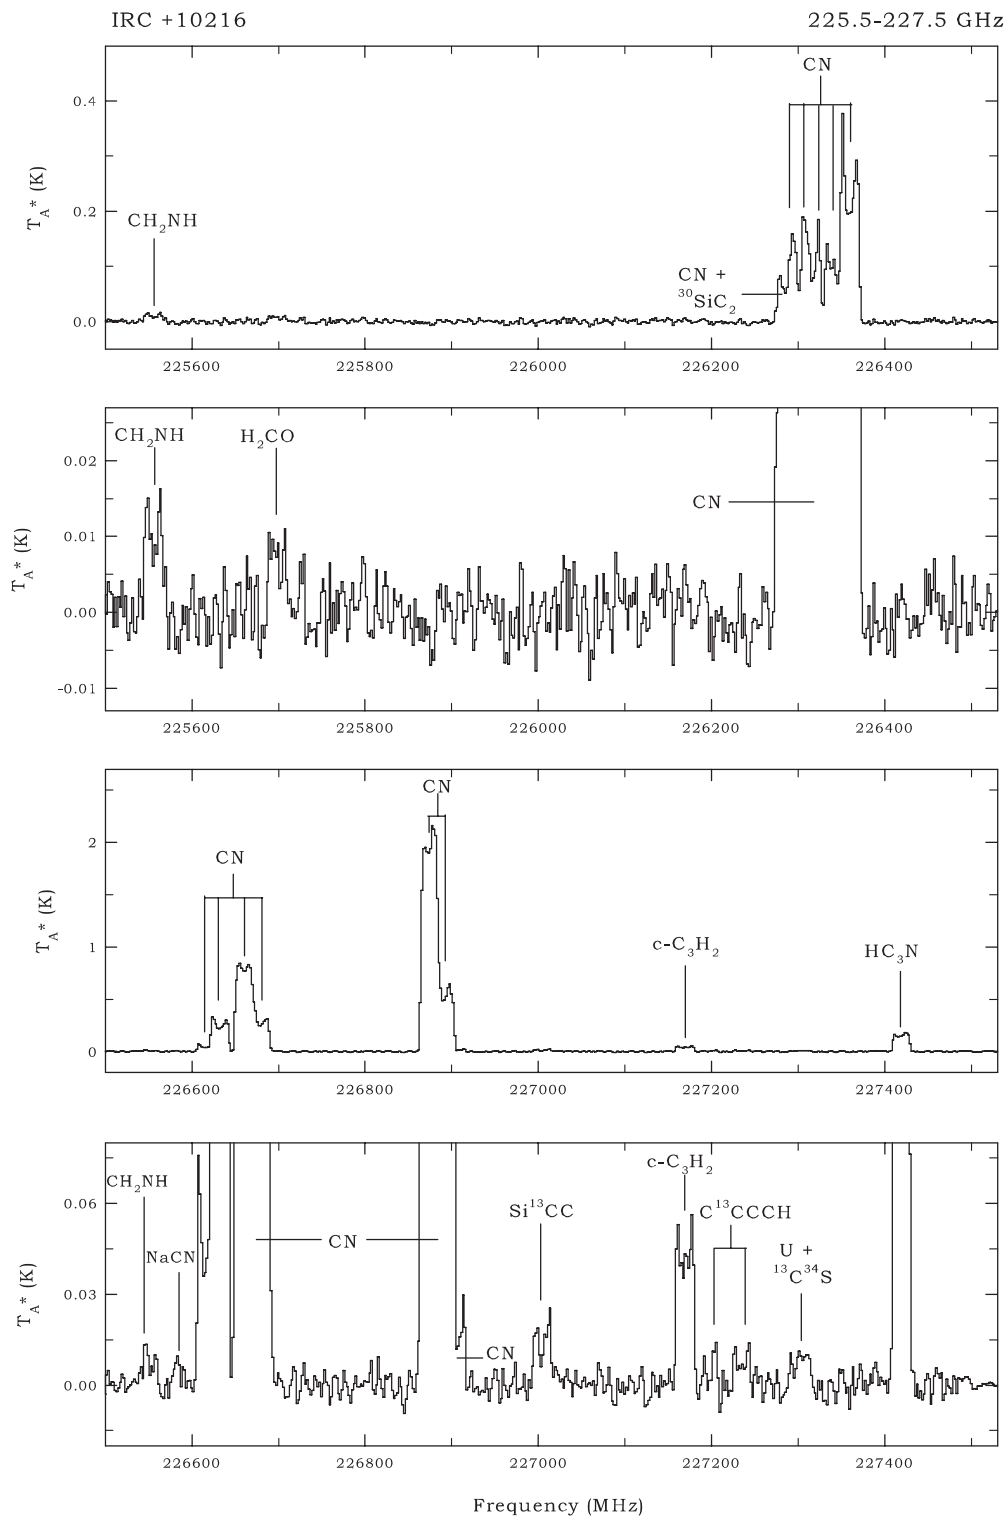 IRC +10216 225.5-227.5 GHz
CN
0.4
T_A* (K)
0.2
CH₂NH
CN +
³⁰SiC₂
0.0
225600 225800 226000 226200 226400
CH₂NH H₂CO
0.02
CN
0.01
T_A* (K)
0.00
-0.01
225600 225800 226000 226200 226400
CN
2
CN
T_A* (K)
c-C₃H₂ HC₃N
1
0
226600 226800 227000 227200 227400
c-C₃H₂
CH₂NH
0.06
Si¹³CC C¹³CCCH
NaCN CN U +
¹³C³⁴S
T_A* (K)
0.03
CN
0.00
226600 226800 227000 227200 227400
Frequency (MHz)